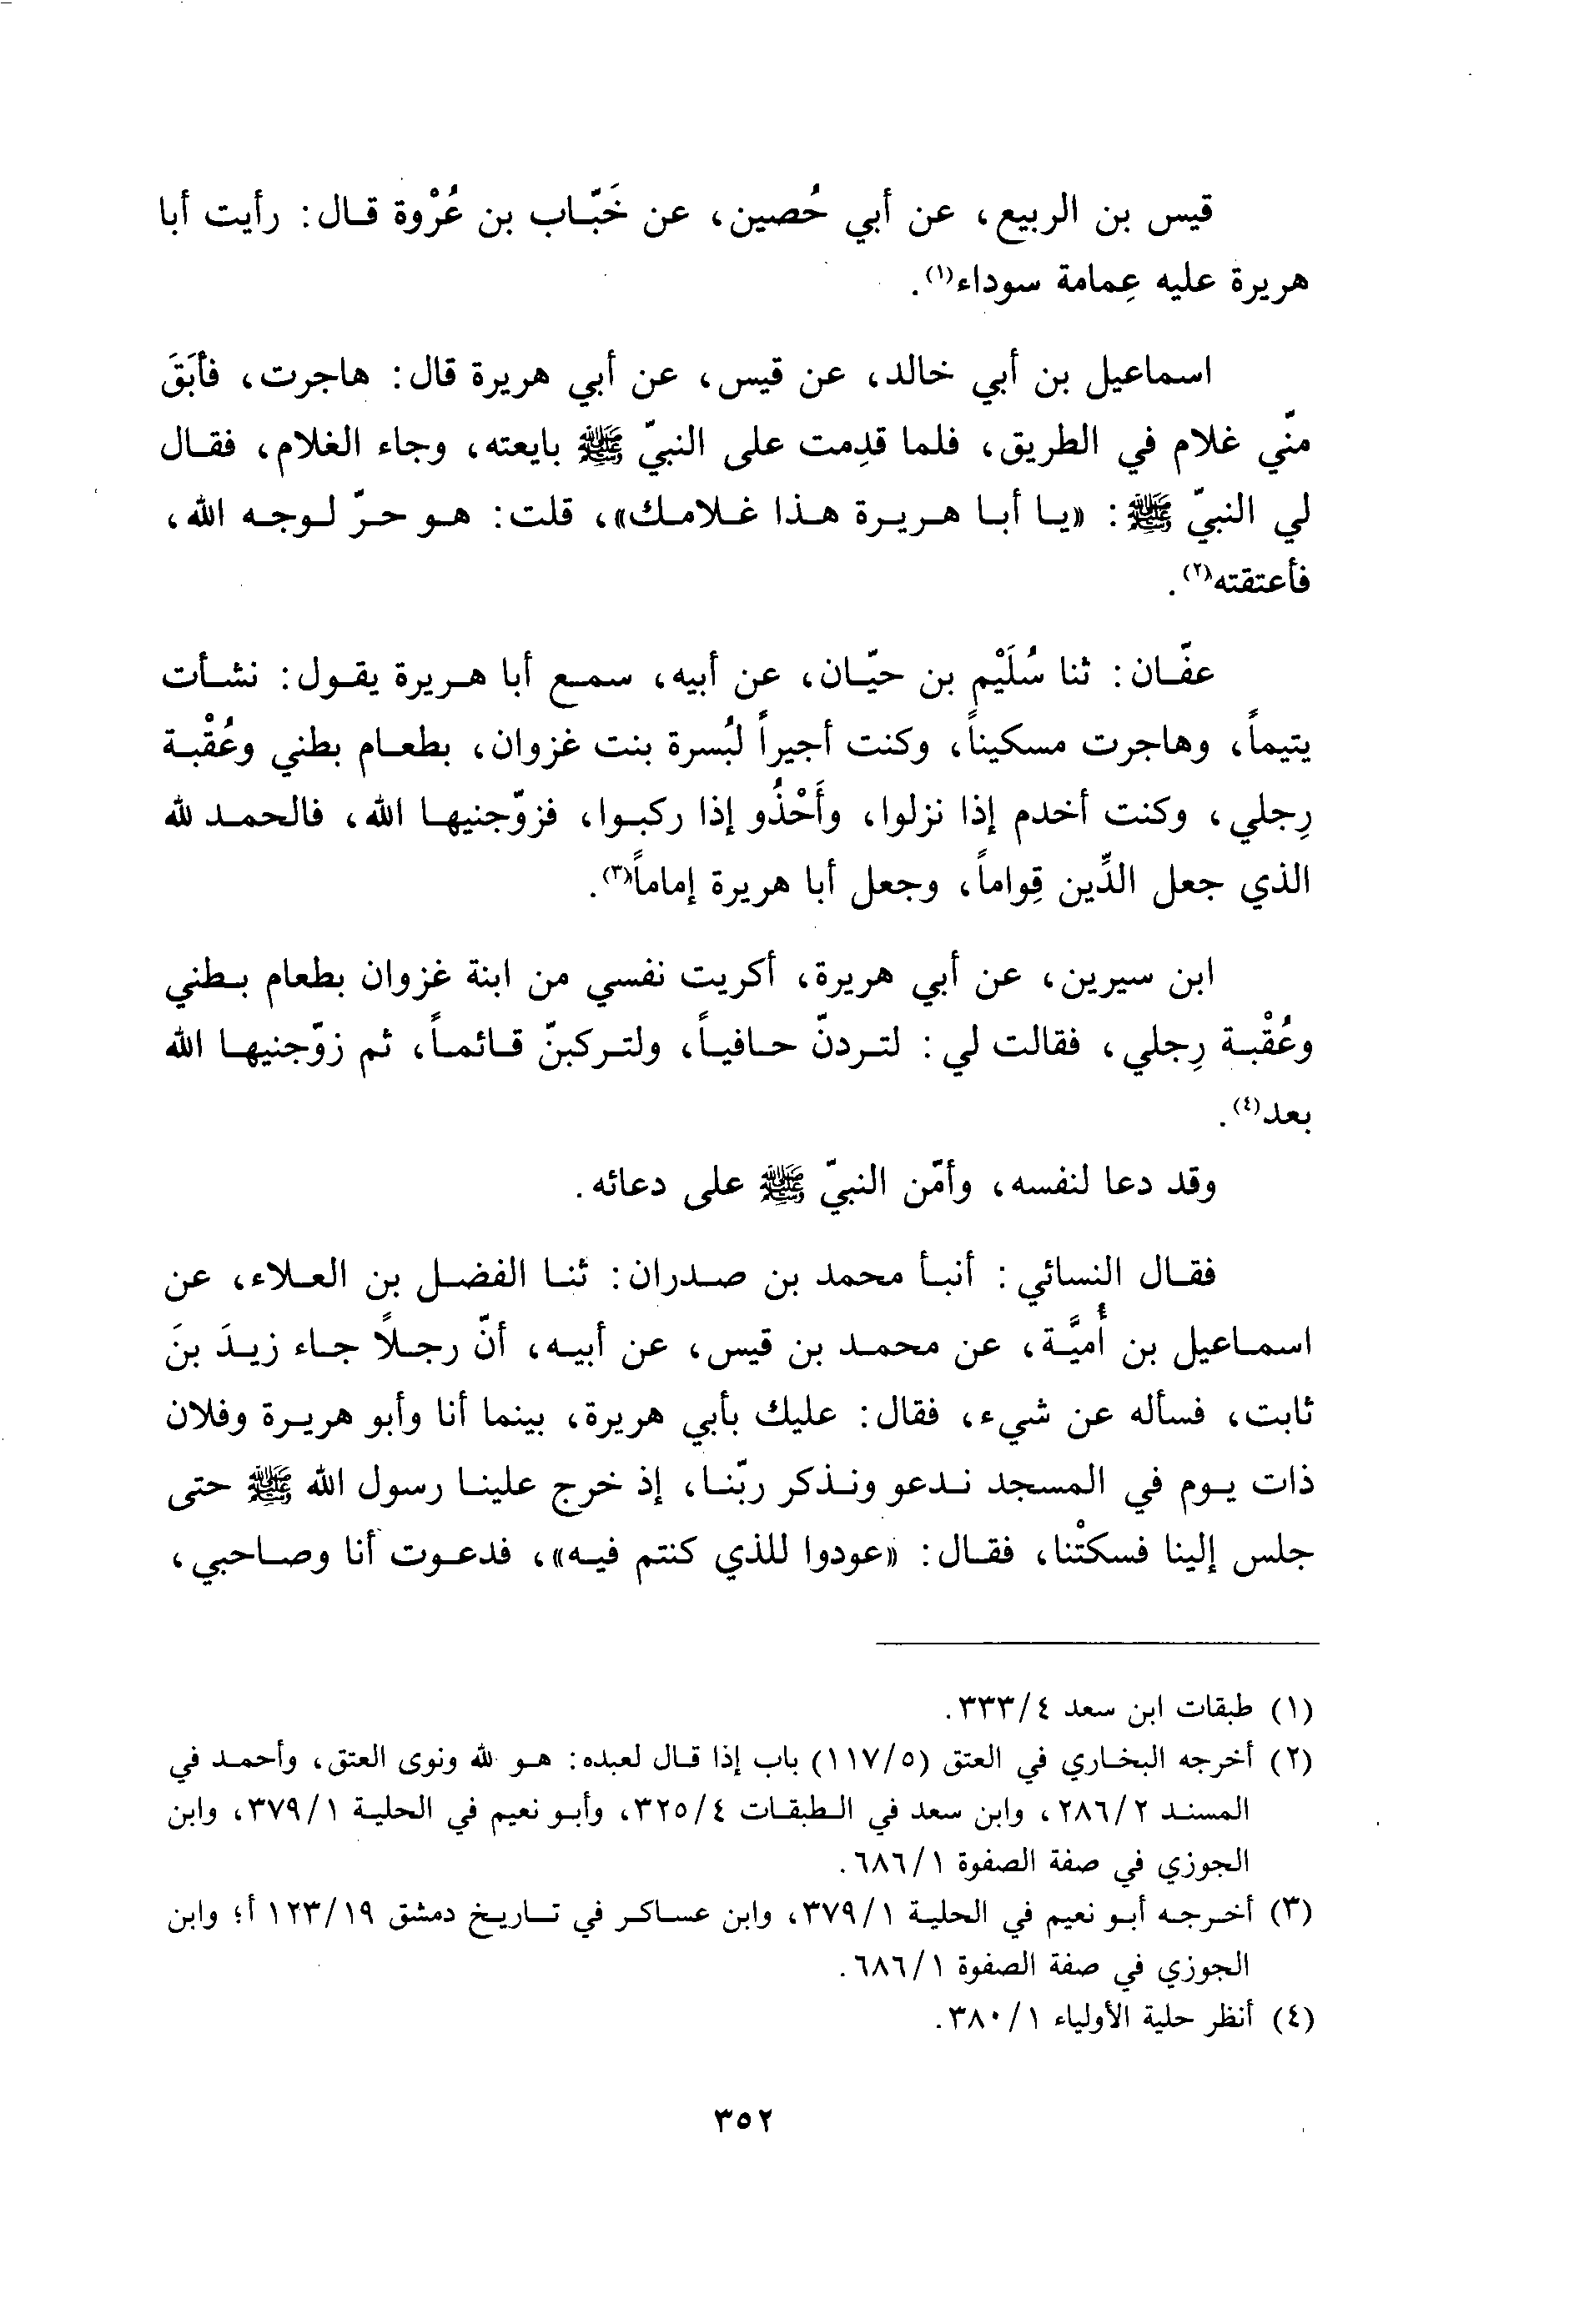 قيس بن الربيع، عن أبي حُصين، عن خَبّاب بن عُرْوة قال: رأيت أبا
هريرة عليه عِمامة سوداء(١).
اسماعيل بن أبي خالد، عن قيس، عن أبي هريرة قال: هاجرت، فأبَقَ
منّي غلام في الطريق، فلما قدِمت على النبيّ ﷺ بايعته، وجاء الغلام، فقال
لي النبيّ ﷺ: «يا أبا هريرة هذا غلامك»، قلت: هو حرّ لوجه الله،
فأعتقته(٢).
عفّان: ثنا سُلَيْم بن حيّان، عن أبيه، سمع أبا هريرة يقول: نشأت
يتيماً، وهاجرت مسكيناً، وكنت أجيراً لبُسرة بنت غزوان، بطعام بطني وعُقْبة
رِجلي، وكنت أخدم إذا نزلوا، وأَحْذُو إذا ركبوا، فزوّجنيها الله، فالحمد لله
الذي جعل الدِّين قِواماً، وجعل أبا هريرة إماماً(٣).
ابن سيرين، عن أبي هريرة، أكريت نفسي من ابنة غزوان بطعام بطني
وعُقْبة رِجلي، فقالت لي: لتردنّ حافياً، ولتركبنّ قائماً، ثم زوّجنيها الله
بعد(٤).
وقد دعا لنفسه، وأمّن النبيّ ﷺ على دعائه.
فقال النسائي: أنبأ محمد بن صدران: ثنا الفضل بن العلاء، عن
اسماعيل بن أُميَّة، عن محمد بن قيس، عن أبيه، أنّ رجلاً جاء زيدَ بنَ
ثابت، فسأله عن شيء، فقال: عليك بأبي هريرة، بينما أنا وأبو هريرة وفلان
ذات يوم في المسجد ندعو ونذكر ربّنا، إذ خرج علينا رسول الله ﷺ حتى
جلس إلينا فسكتْنا، فقال: «عودوا للذي كنتم فيه»، فدعوت أنا وصاحبي،
(١) طبقات ابن سعد ٣٣٣/٤.
(٢) أخرجه البخاري في العتق (١١٧/٥) باب إذا قال لعبده: هو لله ونوى العتق، وأحمد في
المسند ٢٨٦/٢، وابن سعد في الطبقات ٣٢٥/٤، وأبو نعيم في الحلية ٣٧٩/١، وابن
الجوزي في صفة الصفوة ٦٨٦/١.
(٣) أخرجه أبو نعيم في الحلية ٣٧٩/١، وابن عساكر في تاريخ دمشق ١٢٣/١٩ أ؛ وابن
الجوزي في صفة الصفوة ٦٨٦/١.
(٤) أنظر حلية الأولياء ٣٨٠/١.
٣٥٢